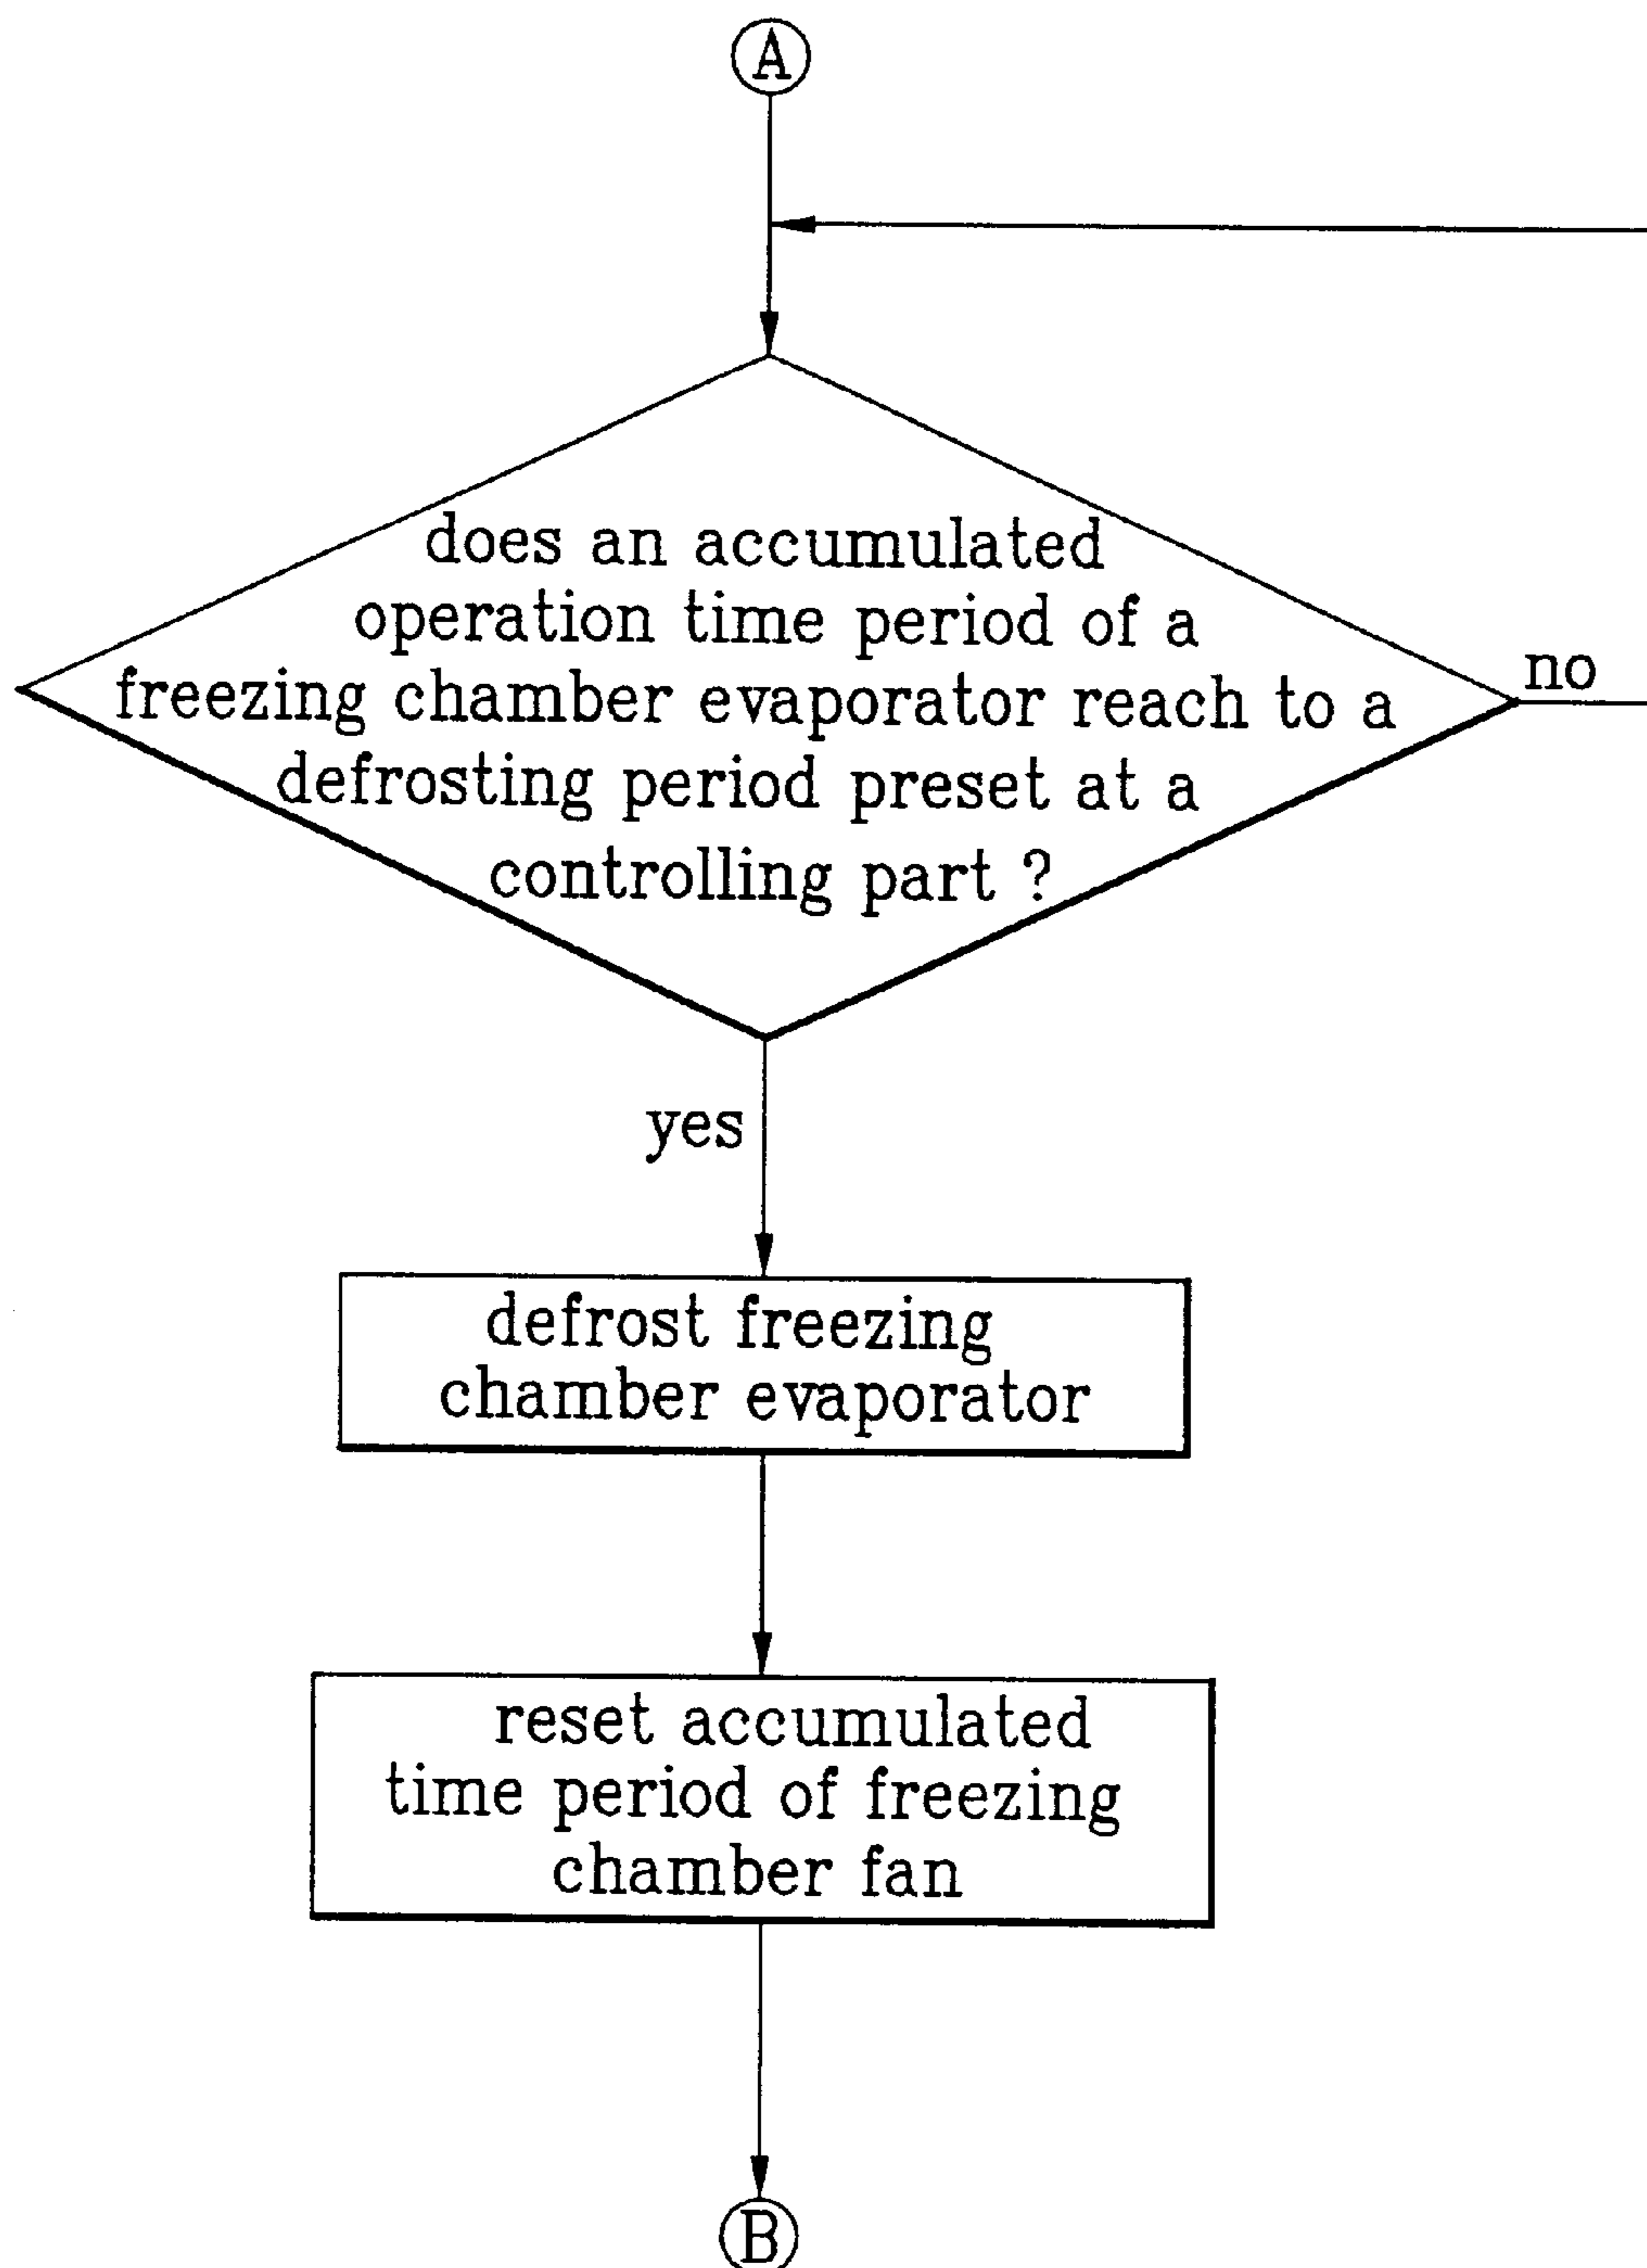 A
does an accumulated
operation time period of a
freezing chamber evaporator reach to a
no
defrosting period preset at a
controlling part ?
yes
defrost freezing
chamber evaporator
reset accumulated
time period of freezing
chamber fan
B